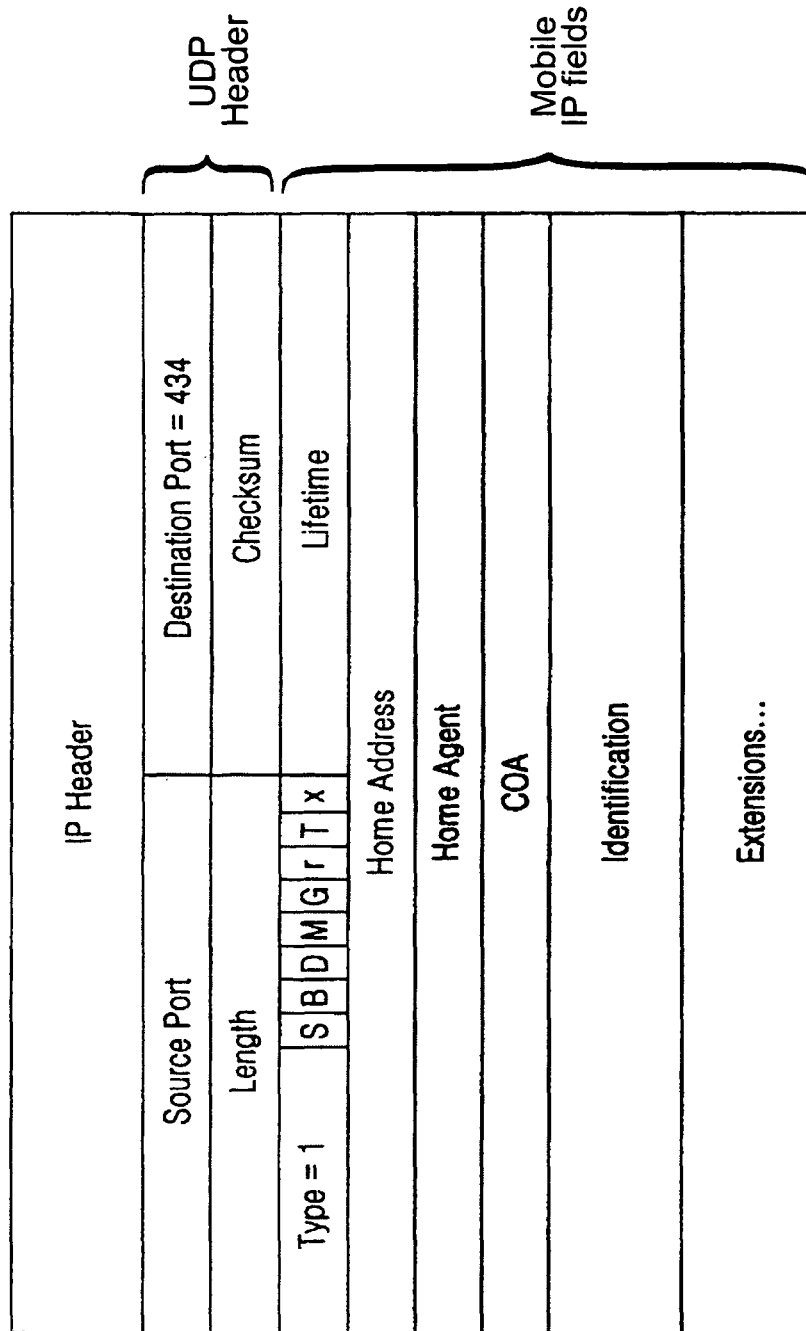 IP Header
Source Port Destination Port = 434
Length Checksum
UDP
Header
Type = 1 S B D M G r T x Lifetime
Home Address
Home Agent
COA
Identification
Extensions...
Mobile
IP fields